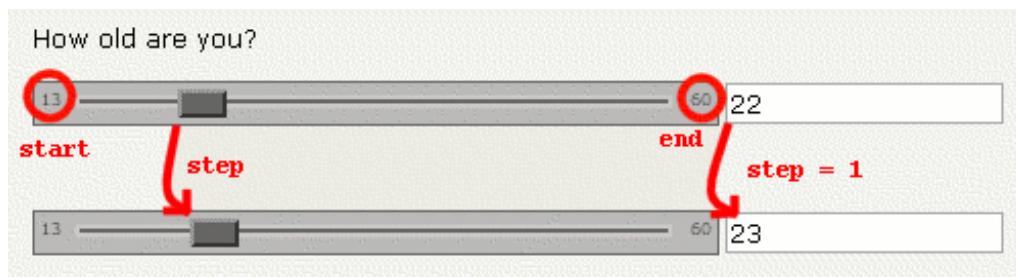 How old are you?
13 60 22
start end
step step = 1
13 60 23